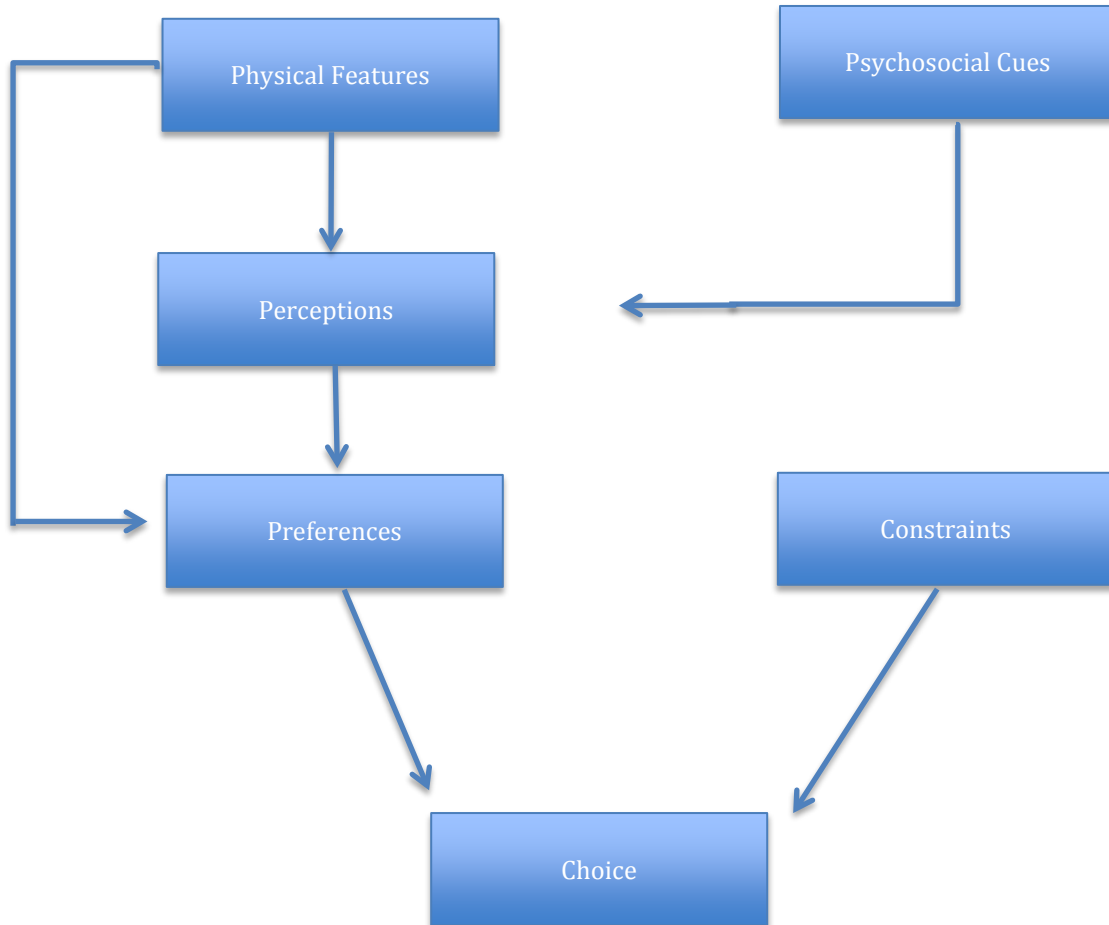 Physical Features
Psychosocial Cues
Perceptions
Preferences
Constraints
Choice